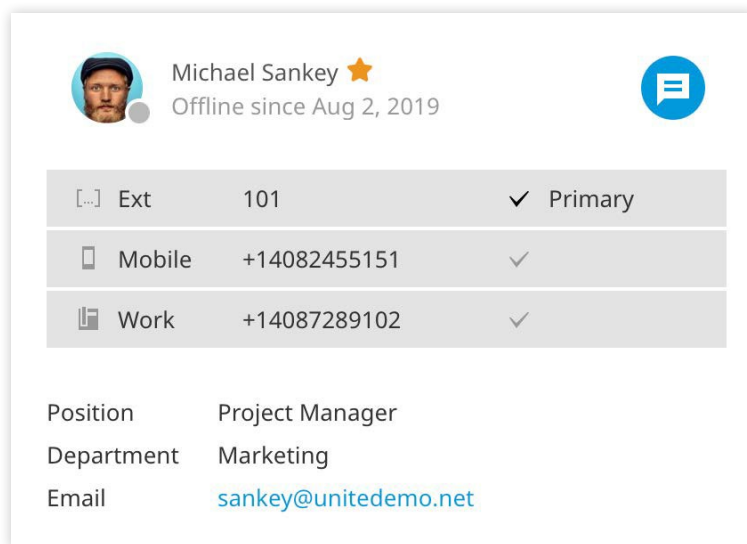 Michael Sankey
Offline since Aug 2, 2019
[...] Ext 101 Primary
Mobile +14082455151
Work +14087289102
Position Project Manager
Department Marketing
Email sankey@unitedemo.net